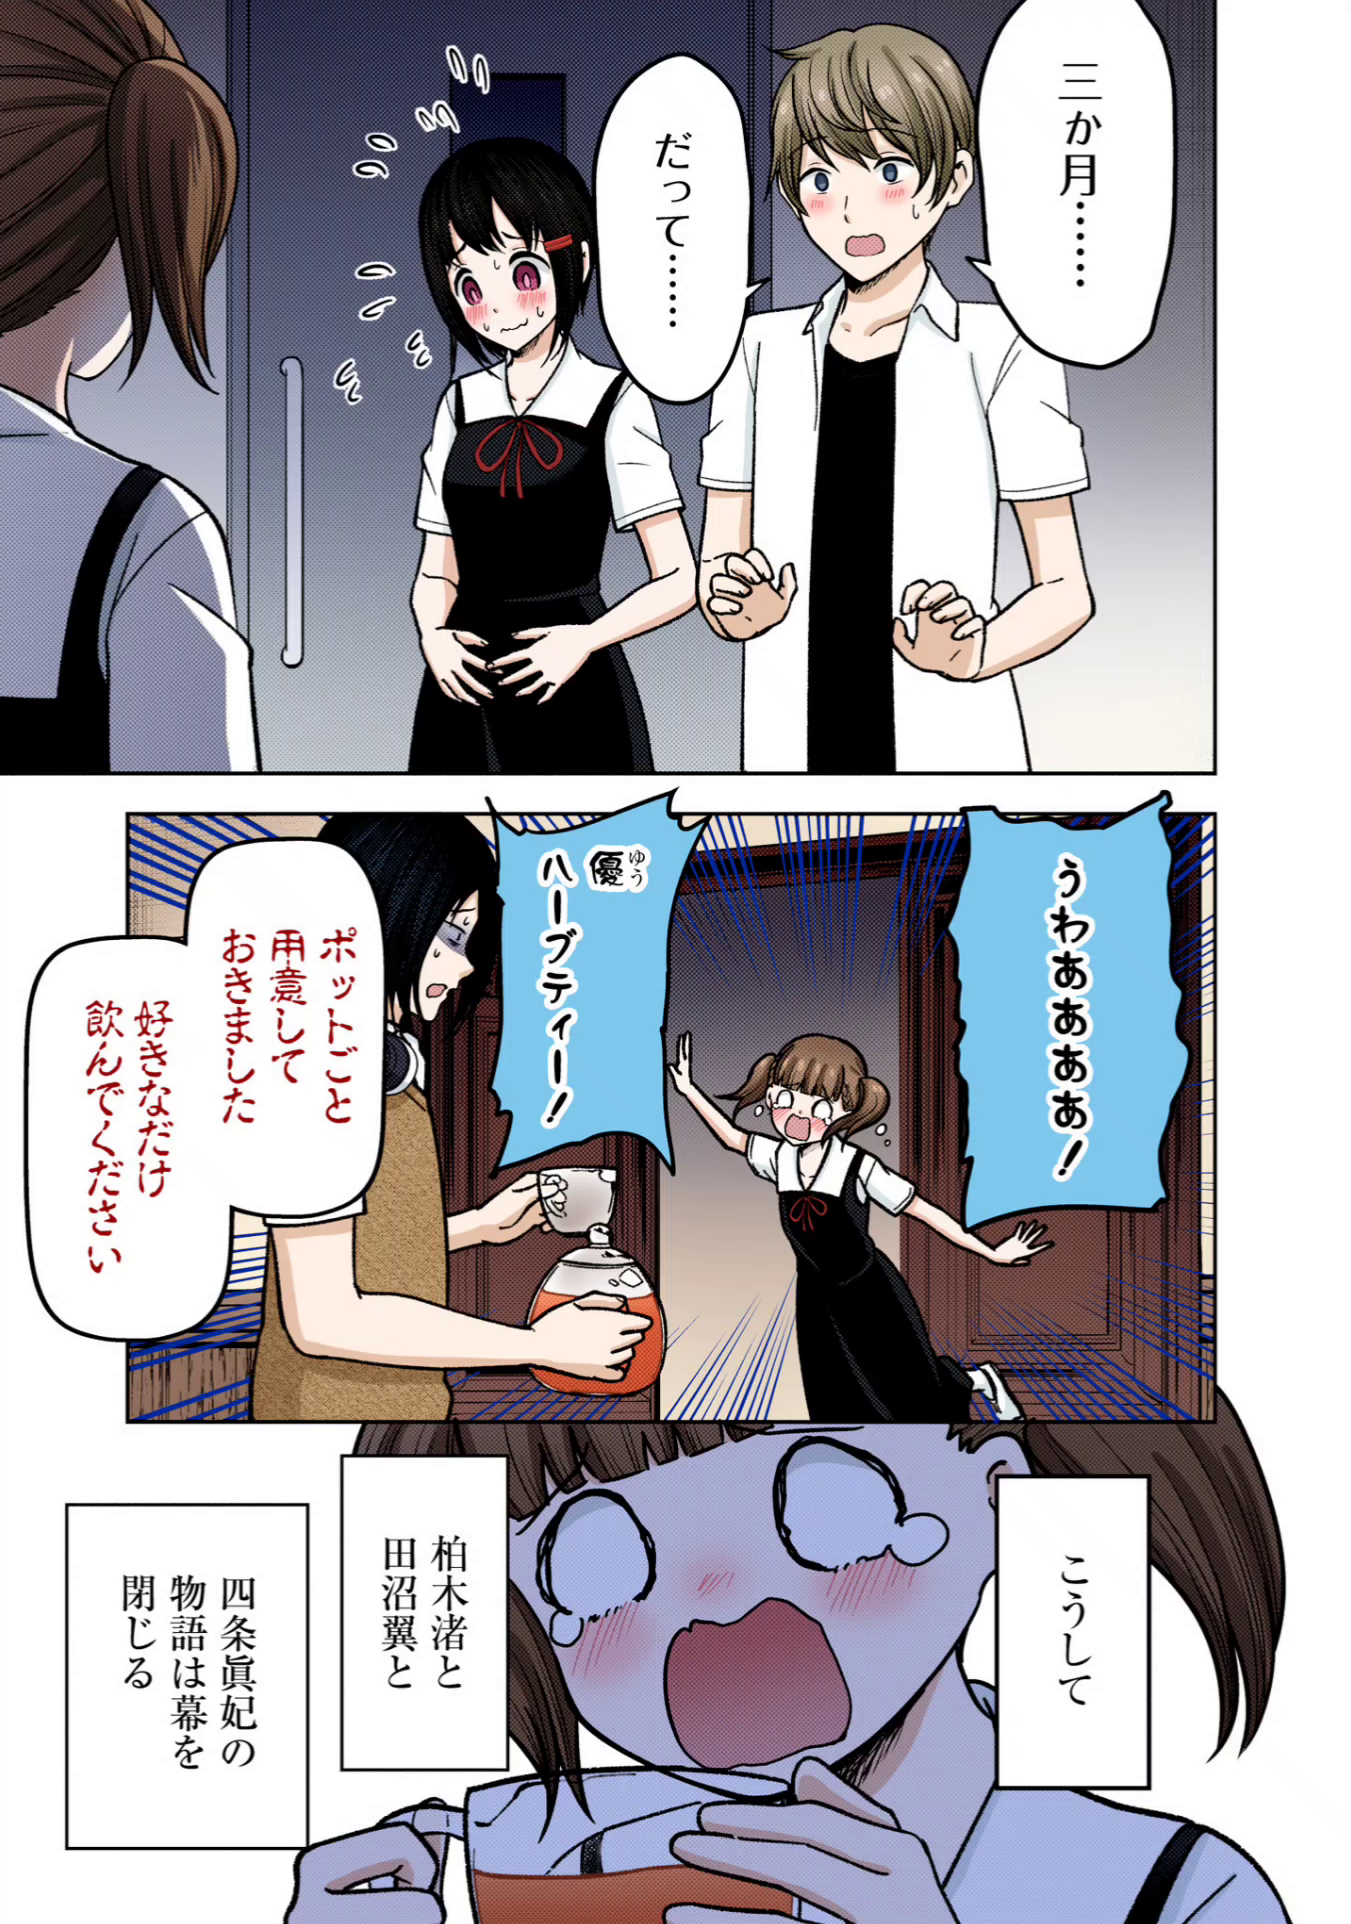 三か月……
だって……
うわあああああ！
優
ゆう
ハーブティー！
ポットごと
用意して
おきました
好きなだけ
飲んでください
こうして
柏木渚と
田沼翼と
四条眞妃の
物語は幕を
閉じる